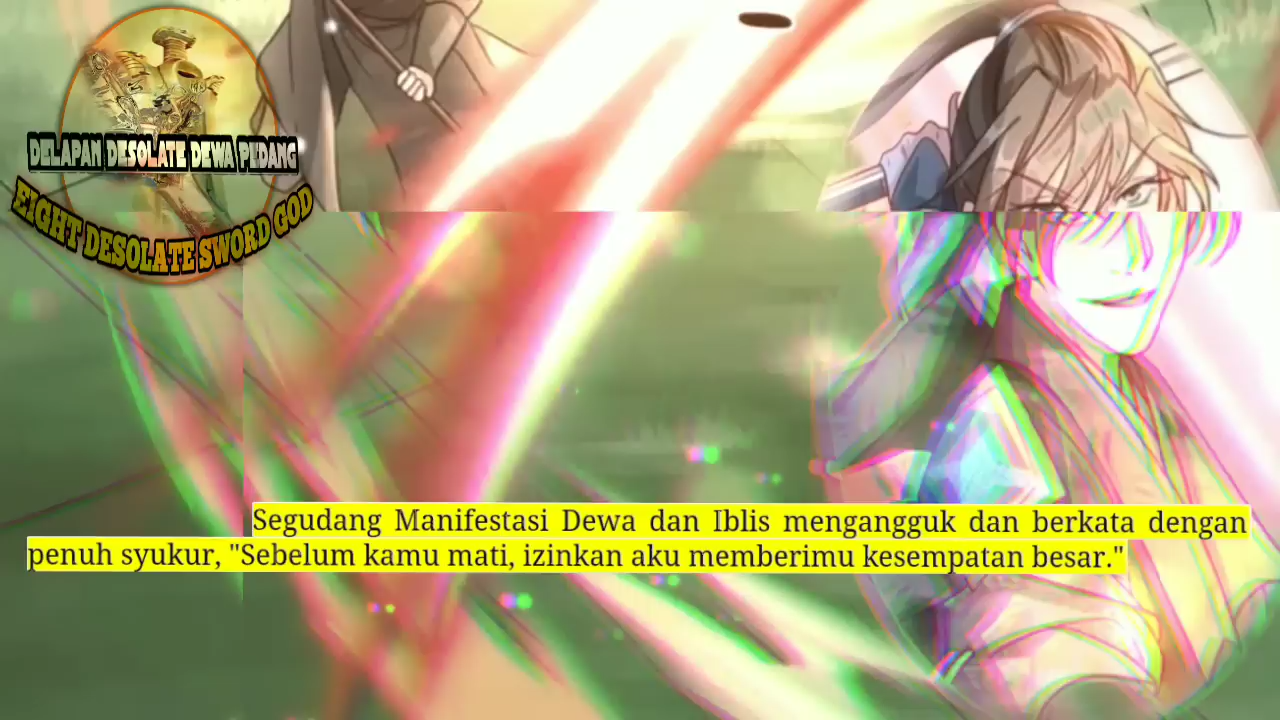 DELAPAN DESOLATE DEWA PEDANG
EIGHT DESOLATE SWORD GOD
Segudang Manifestasi Dewa dan Iblis mengangguk dan berkata dengan
penuh syukur, "Sebelum kamu mati, izinkan aku memberimu kesempatan besar."